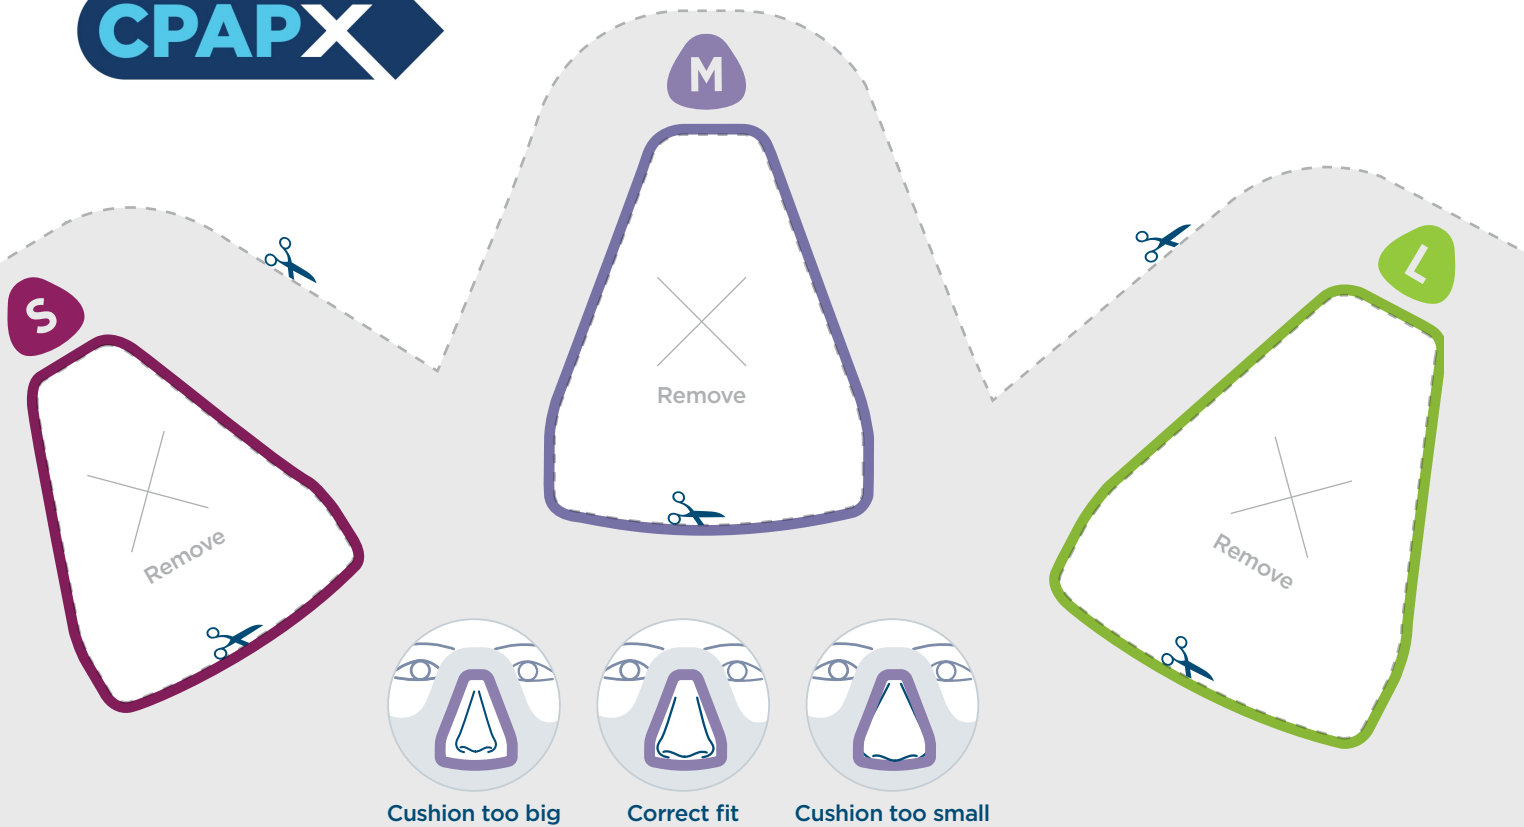 CPAPX
M
S
L
Remove
Remove
Remove
Cushion too big
Correct fit
Cushion too small